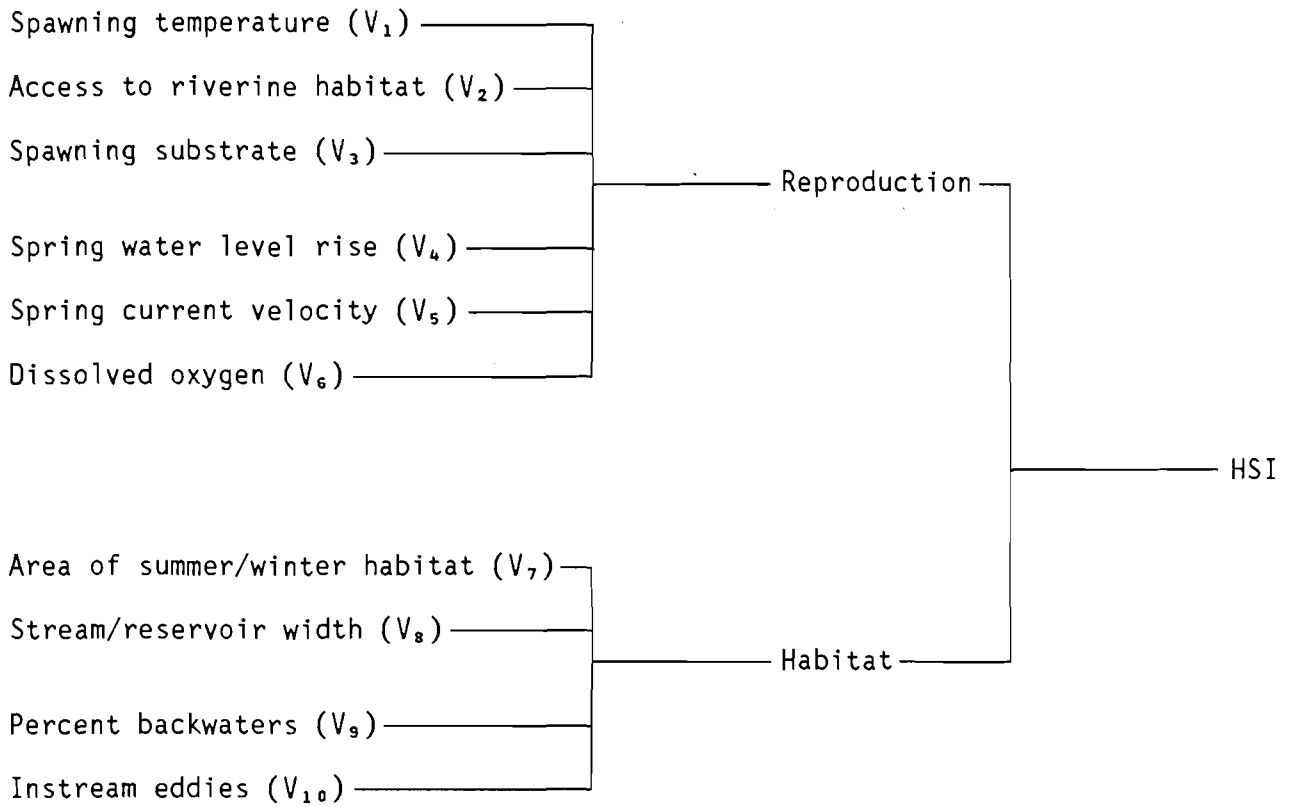 Spawning temperature (V₁)
Access to riverine habitat (V₂)
Spawning substrate (V₃)
Reproduction
Spring water level rise (V₄)
Spring current velocity (V₅)
Dissolved oxygen (V₆)
HSI
Area of summer/winter habitat (V₇)
Stream/reservoir width (V₈)
Habitat
Percent backwaters (V₉)
Instream eddies (V₁₀)